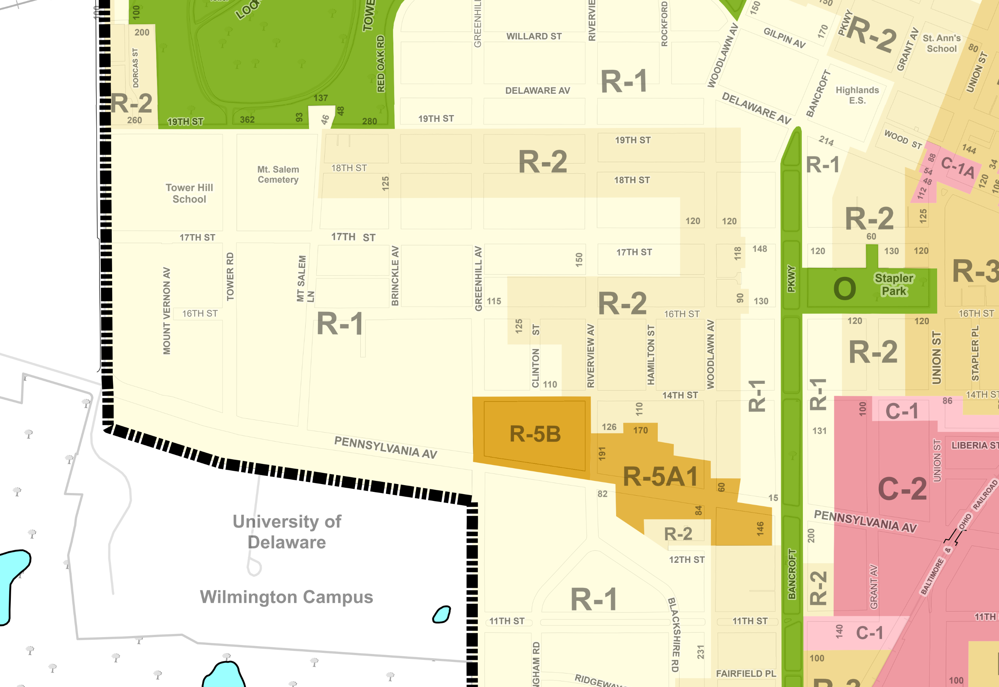 100
100
LOOK
TOWE
GREENHILL
RIVERVIE
ROCKFORD
150
150
PKWY
170
R-2
GRANT AV
St. Ann's
School
80
UNION ST
200
WILLARD ST
GILPIN AV
WOODLAWN AV
DORCAS ST
RED OAK RD
R-1
DELAWARE AV
DELAWARE AV
BANCROFT
Highlands
E.S.
R-2
260
19TH ST
362
93
137
46
48
280
19TH ST
19TH ST
214
WOOD ST
144
88
C-1A
34
54
48
112
120
106
R-1
R-2
18TH ST
125
18TH ST
Mt. Salem
Cemetery
Tower Hill
School
120
120
R-2
125
60
17TH ST
17TH ST
17TH ST
118
148
120
130
120
150
R-3
MOUNT VERNON AV
TOWER RD
MT SALEM
LN
BRINCKLE AV
GREENHILL AV
115
R-2
90
130
PKWY
O
Stapler
Park
16TH ST
R-1
16TH ST
16TH ST
125
CLINTON ST
110
RIVERVIEW AV
HAMILTON ST
WOODLAWN AV
14TH ST
R-1
R-1
120
120
R-2
UNION ST
STAPLER PL
14TH ST
86
C-1
100
R-5B
126
110
170
191
131
PENNSYLVANIA AV
R-5A1
60
82
84
15
146
R-2
12TH ST
C-2
UNION ST
LIBERIA ST
PENNSYLVANIA AV
200
BALTIMORE & OHIO RAILROAD
University of
Delaware
Wilmington Campus
R-1
BANCROFT
R-2
GRANT AV
11TH ST
BLACKSHIRE RD
11TH ST
11TH
140
C-1
NGHAM RD
231
100
FAIRFIELD PL
RIDGEWAY
100